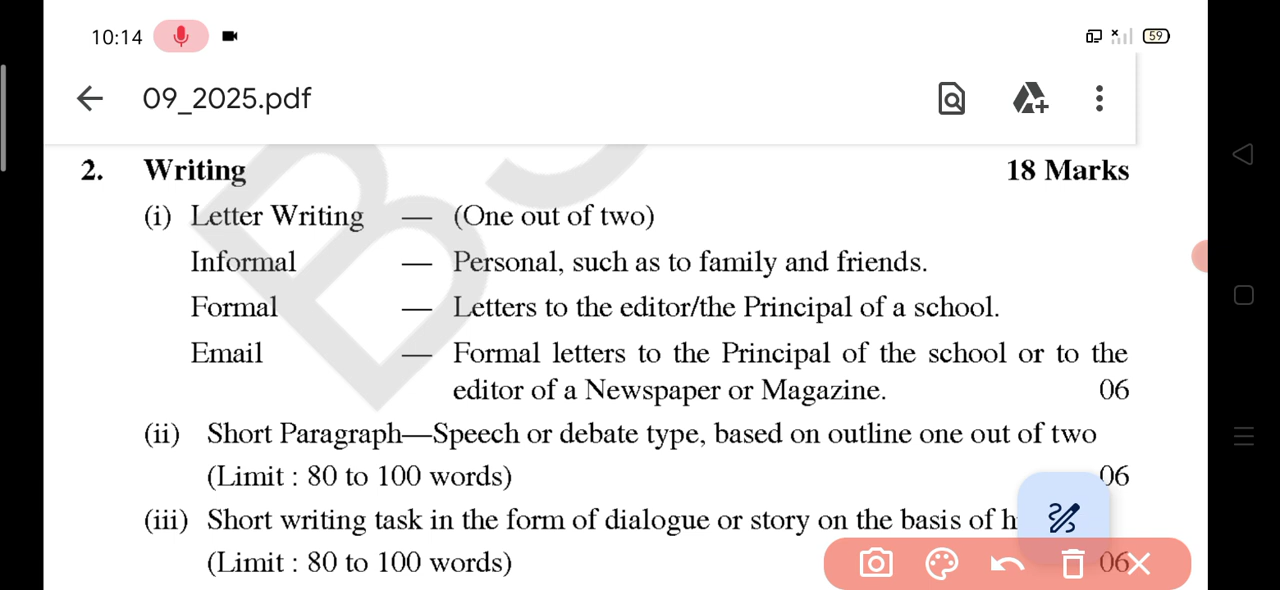 10:14
59
09_2025.pdf
2. Writing 18 Marks
(i) Letter Writing — (One out of two)
Informal — Personal, such as to family and friends.
Formal — Letters to the editor/the Principal of a school.
Email — Formal letters to the Principal of the school or to the
editor of a Newspaper or Magazine. 06
(ii) Short Paragraph—Speech or debate type, based on outline one out of two
(Limit : 80 to 100 words) 06
(iii) Short writing task in the form of dialogue or story on the basis of
(Limit : 80 to 100 words) 06